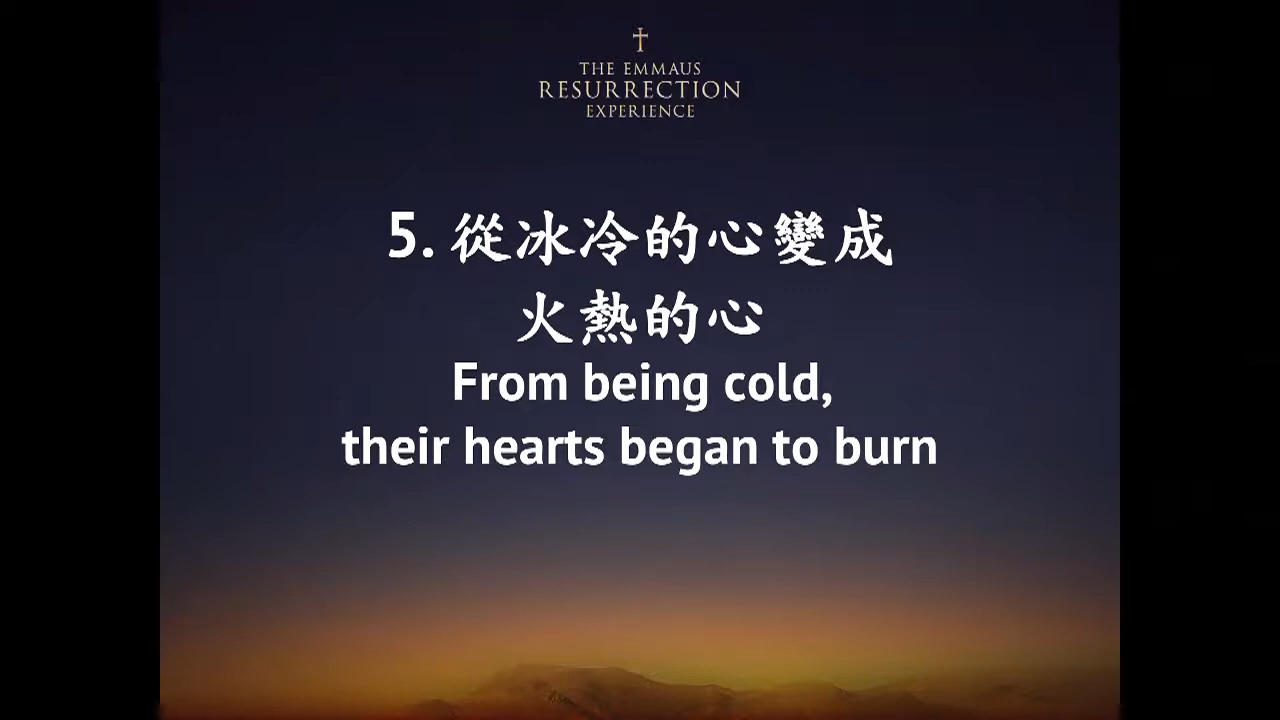 THE EMMAUS
RESURRECTION
EXPERIENCE
5. 從冰冷的心變成
火熱的心
From being cold,
their hearts began to burn